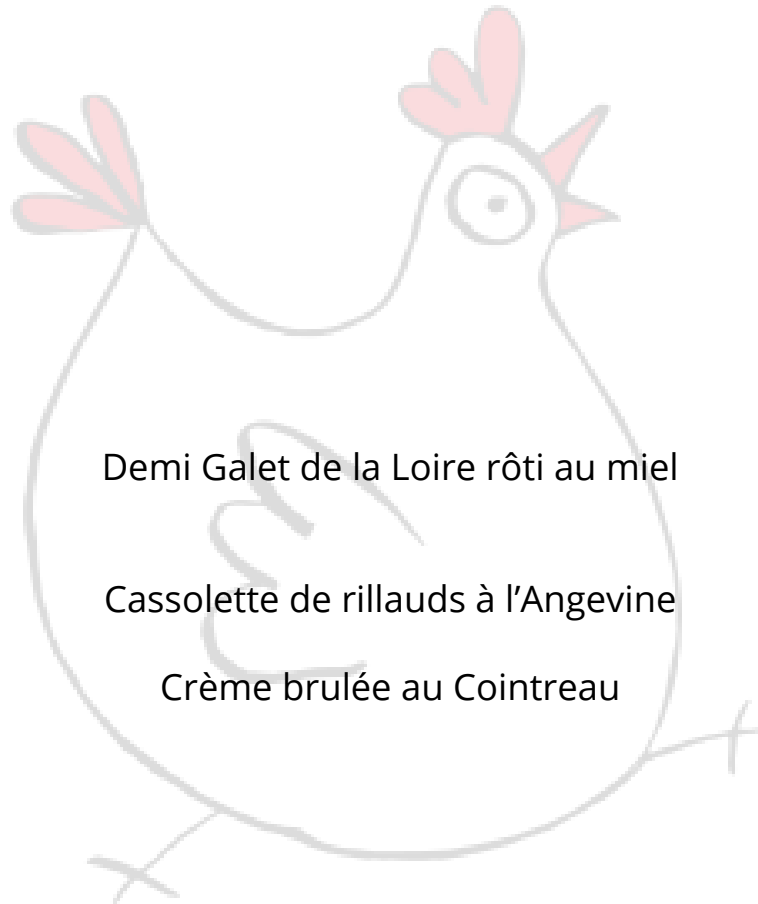 Demi Galet de la Loire rôti au miel
Cassolette de rillauds à l’Angevine
Crème brulée au Cointreau